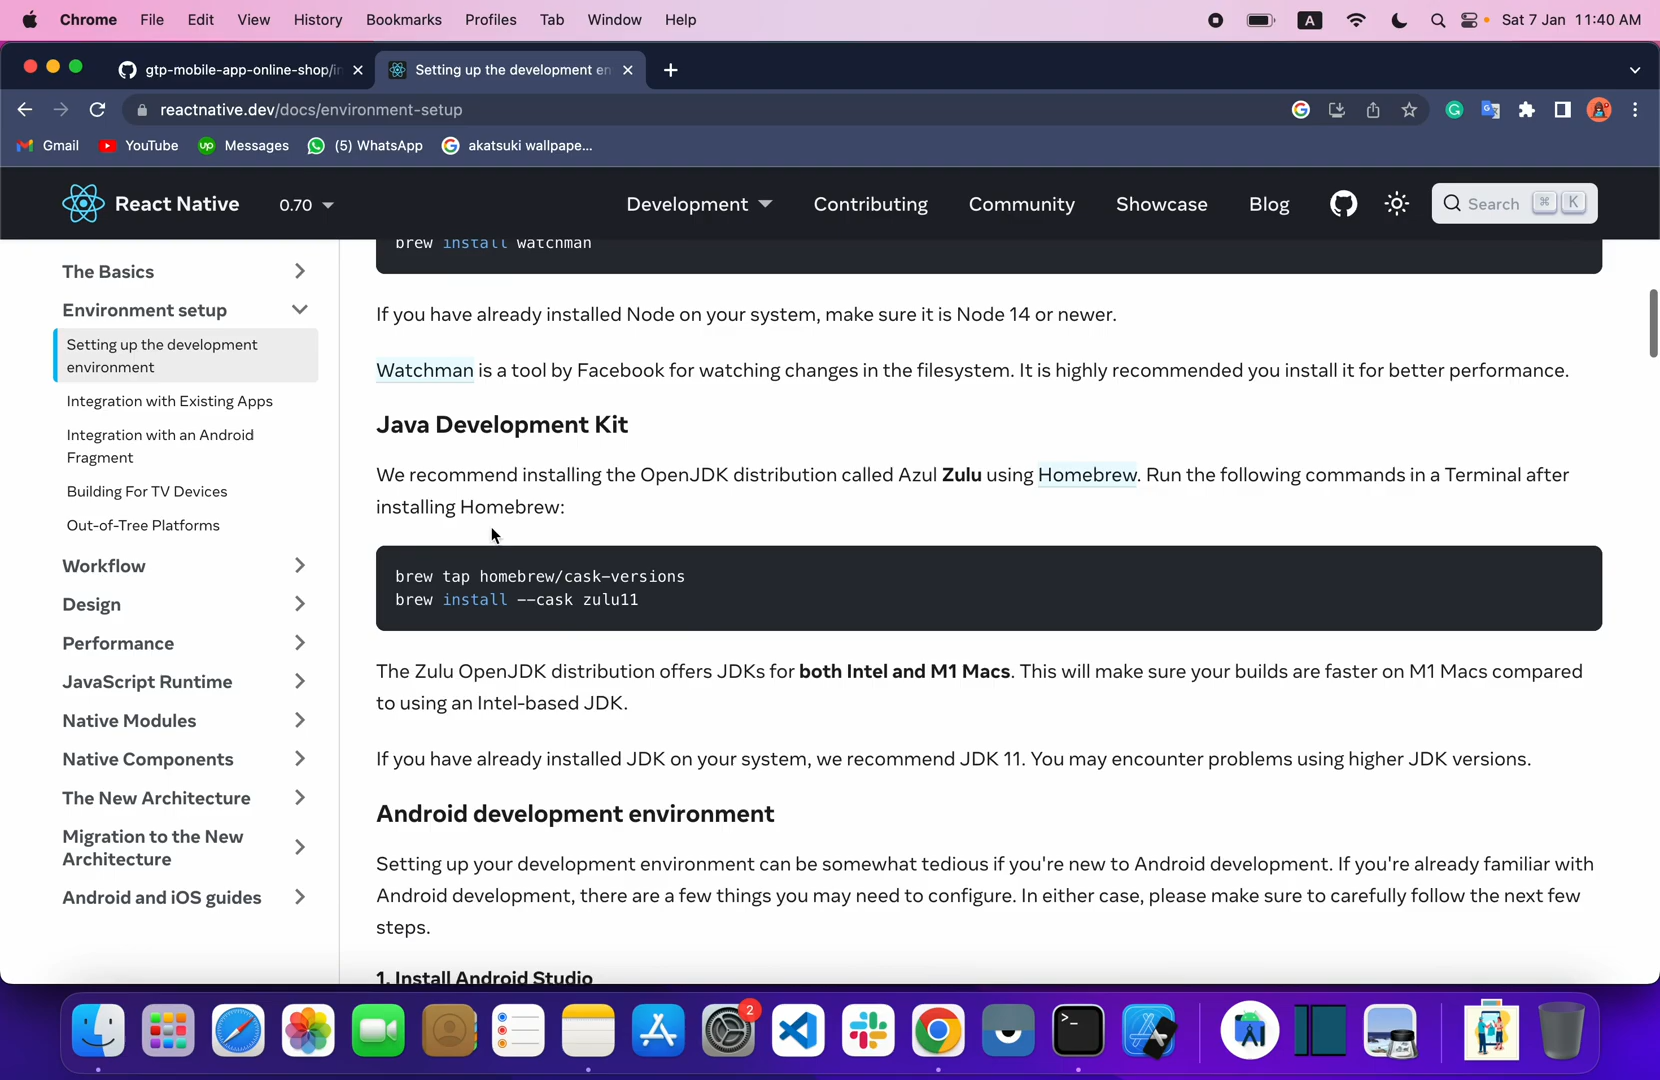 Chrome File Edit View History Bookmarks Profiles Tab Window Help A Sat 7 Jan 11:40 AM
gtp-mobile-app-online-shop/in Setting up the development en
reactnative.dev/docs/environment-setup
Gmail YouTube Messages (5) WhatsApp akatsuki wallpape...
React Native 0.70 Development Contributing Community Showcase Blog Search ⌘ K
brew install watchman
The Basics
Environment setup
Setting up the development
environment
Integration with Existing Apps
Integration with an Android
Fragment
Building For TV Devices
Out-of-Tree Platforms
Workflow
Design
Performance
JavaScript Runtime
Native Modules
Native Components
The New Architecture
Migration to the New
Architecture
Android and iOS guides
If you have already installed Node on your system, make sure it is Node 14 or newer.
Watchman is a tool by Facebook for watching changes in the filesystem. It is highly recommended you install it for better performance.
Java Development Kit
We recommend installing the OpenJDK distribution called Azul Zulu using Homebrew. Run the following commands in a Terminal after
installing Homebrew:
brew tap homebrew/cask-versions
brew install --cask zulu11
The Zulu OpenJDK distribution offers JDKs for both Intel and M1 Macs. This will make sure your builds are faster on M1 Macs compared
to using an Intel-based JDK.
If you have already installed JDK on your system, we recommend JDK 11. You may encounter problems using higher JDK versions.
Android development environment
Setting up your development environment can be somewhat tedious if you're new to Android development. If you're already familiar with
Android development, there are a few things you may need to configure. In either case, please make sure to carefully follow the next few
steps.
1. Install Android Studio
2